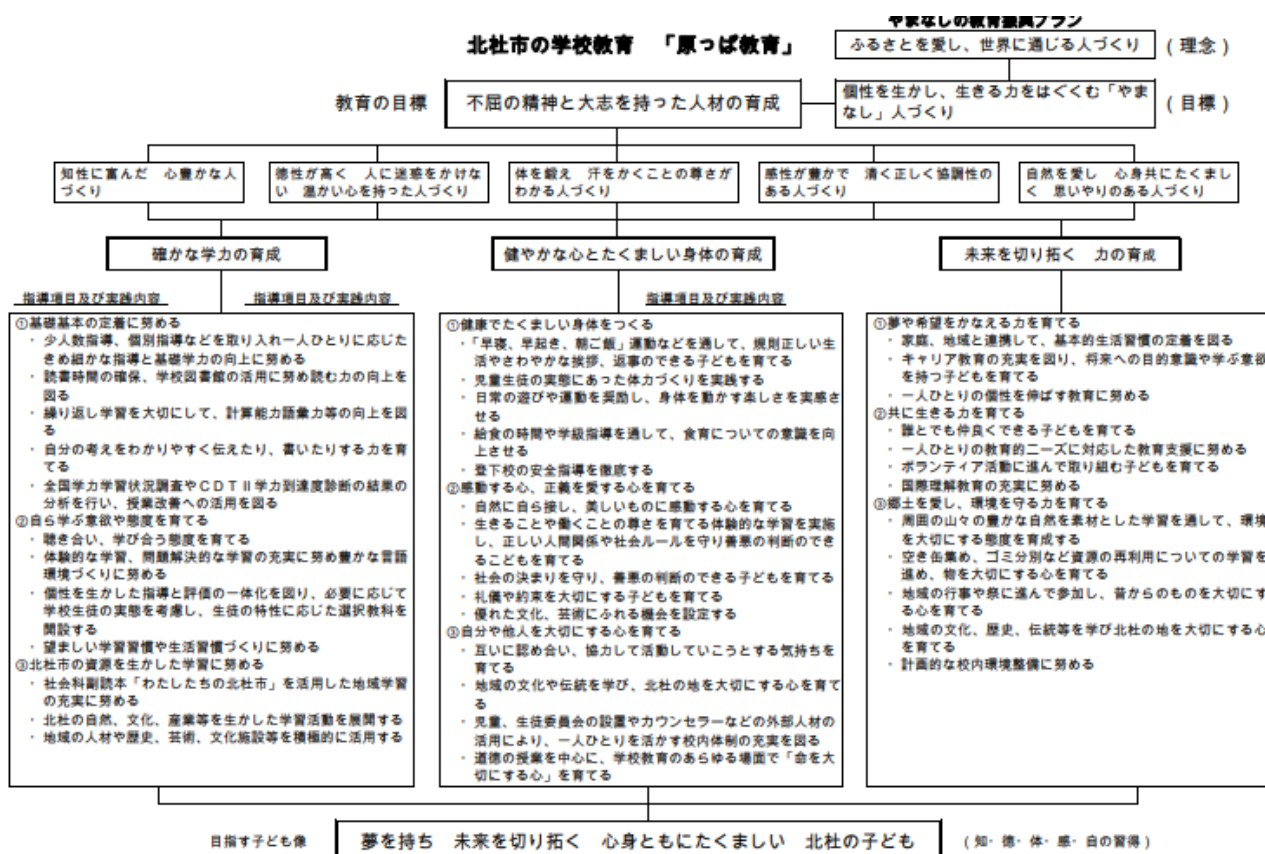 やまなしの教育振興プラン
北杜市の学校教育 「原っぱ教育」
ふるさとを愛し、世界に通じる人づくり
(理念)
教育の目標
不屈の精神と大志を持った人材の育成
個性を生かし、生きる力をはぐくむ「やま
なし」人づくり
(目標)
知性に富んだ 心豊かな人
づくり
徳性が高く 人に迷惑をかけな
い 温かい心を持った人づくり
体を鍛え 汗をかくことの尊さが
わかる人づくり
感性が豊かで 清く正しく協調性の
ある人づくり
自然を愛し 心身共にたくまし
く 思いやりのある人づくり
確かな学力の育成
健やかな心とたくましい身体の育成
未来を切り拓く 力の育成
指導項目及び実践内容
指導項目及び実践内容
指導項目及び実践内容
①基礎基本の定着に努める
・ 少人数指導、個別指導などを取り入れ一人ひとりに応じた
きめ細かな指導と基礎学力の向上に努める
・ 読書時間の確保、学校図書館の活用に努め読む力の向上を
図る
・ 繰り返し学習を大切にして、計算能力語彙力等の向上を図
る
・ 自分の考えをわかりやすく伝えたり、書いたりする力を育
てる
・ 全国学力学習状況調査やCDTⅡ学力到達度診断の結果の
分析を行い、授業改善への活用を図る
②自ら学ぶ意欲や態度を育てる
・ 聴き合い、学び合う態度を育てる
・ 体験的な学習、問題解決的な学習の充実に努め豊かな言語
環境づくりに努める
・ 個性を生かした指導と評価の一体化を図り、必要に応じて
学校生徒の実態を考慮し、生徒の特性に応じた選択教科を
開設する
・ 望ましい学習習慣や生活習慣づくりに努める
③北杜市の資源を生かした学習に努める
・ 社会科副読本「わたしたちの北杜市」を活用した地域学習
の充実に努める
・ 北杜の自然、文化、産業等を生かした学習活動を展開する
・ 地域の人材や歴史、芸術、文化施設等を積極的に活用する
①健康でたくましい身体をつくる
・「早寝、早起き、朝ご飯」運動などを通して、規則正しい生
活やさわやかな挨拶、返事のできる子どもを育てる
・ 児童生徒の実態にあった体力づくりを実践する
・ 日常の遊びや運動を奨励し、身体を動かす楽しさを実感さ
せる
・ 給食の時間や学級指導を通して、食育についての意識を向
上させる
・ 登下校の安全指導を徹底する
②感動する心、正義を愛する心を育てる
・ 自然に自ら接し、美しいものに感動する心を育てる
・ 生きることや働くことの尊さを育てる体験的な学習を実施
し、正しい人間関係や社会ルールを守り善悪の判断のでき
るこどもを育てる
・ 社会の決まりを守り、善悪の判断のできる子どもを育てる
・ 礼儀や約束を大切にする子どもを育てる
・ 優れた文化、芸術にふれる機会を設定する
③自分や他人を大切にする心を育てる
・ 互いに認め合い、協力して活動していこうとする気持ちを
育てる
・ 地域の文化や伝統を学び、北杜の地を大切にする心を育て
る
・ 児童、生徒委員会の設置やカウンセラーなどの外部人材の
活用により、一人ひとりを活かす校内体制の充実を図る
・ 道徳の授業を中心に、学校教育のあらゆる場面で「命を大
切にする心」を育てる
①夢や希望をかなえる力を育てる
・ 家庭、地域と連携して、基本的生活習慣の定着を図る
・ キャリア教育の充実を図り、将来への目的意識や学ぶ意欲
を持つ子どもを育てる
・ 一人ひとりの個性を伸ばす教育に努める
②共に生きる力を育てる
・ 誰とでも仲良くできる子どもを育てる
・ 一人ひとりの教育的ニーズに対応した教育支援に努める
・ ボランティア活動に進んで取り組む子どもを育てる
・ 国際理解教育の充実に努める
③郷土を愛し、環境を守る力を育てる
・ 周囲の山々の豊かな自然を素材とした学習を通して、環境
を大切にする態度を育成する
・ 空き缶集め、ゴミ分別など資源の再利用についての学習を
進め、物を大切にする心を育てる
・ 地域の行事や祭に進んで参加し、昔からのものを大切にす
る心を育てる
・ 地域の文化、歴史、伝統等を学び北杜の地を大切にする心
を育てる
・ 計画的な校内環境整備に努める
目指す子ども像
夢を持ち 未来を切り拓く 心身ともにたくましい 北杜の子ども
(知・徳・体・感・自の習得)